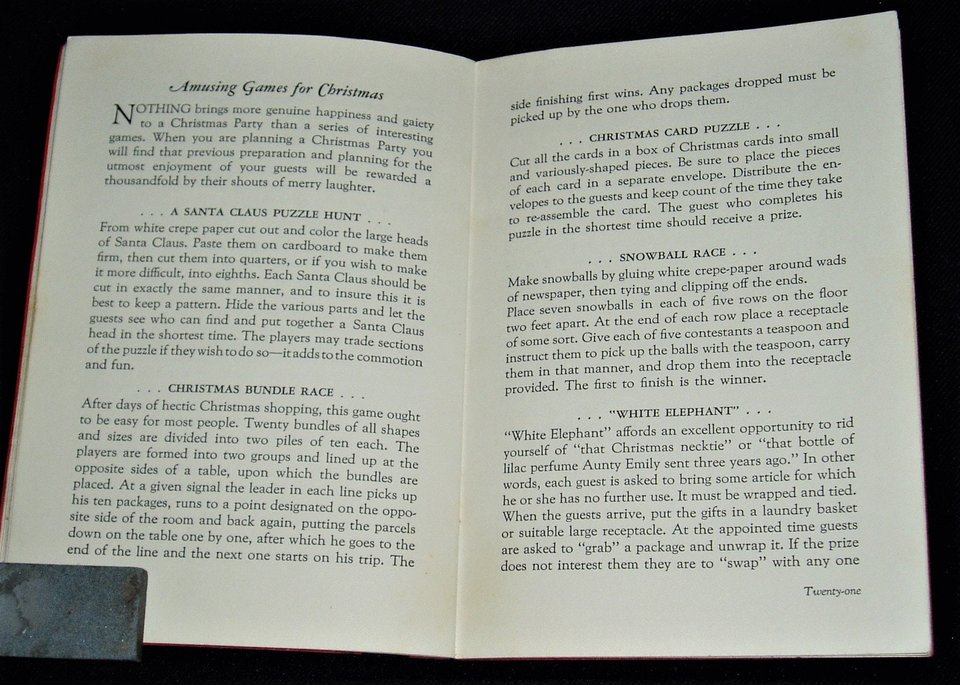 Amusing Games for Christmas
NOTHING brings more genuine happiness and gaiety
to a Christmas Party than a series of interesting
games. When you are planning a Christmas Party you
will find that previous preparation and planning for the
utmost enjoyment of your guests will be rewarded a
thousandfold by their shouts of merry laughter.
. . . A SANTA CLAUS PUZZLE HUNT . . .
From white crepe paper cut out and color the large heads
of Santa Claus. Paste them on cardboard to make them
firm, then cut them into quarters, or if you wish to make
it more difficult, into eighths. Each Santa Claus should be
cut in exactly the same manner, and to insure this it is
best to keep a pattern. Hide the various parts and let the
guests see who can find and put together a Santa Claus
head in the shortest time. The players may trade sections
of the puzzle if they wish to do so—it adds to the commotion
and fun.
. . . CHRISTMAS BUNDLE RACE . . .
After days of hectic Christmas shopping, this game ought
to be easy for most people. Twenty bundles of all shapes
and sizes are divided into two piles of ten each. The
players are formed into two groups and lined up at the
opposite sides of a table, upon which the bundles are
placed. At a given signal the leader in each line picks up
his ten packages, runs to a point designated on the oppo-
site side of the room and back again, putting the parcels
down on the table one by one, after which he goes to the
end of the line and the next one starts on his trip. The
side finishing first wins. Any packages dropped must be
picked up by the one who drops them.
. . . CHRISTMAS CARD PUZZLE . . .
Cut all the cards in a box of Christmas cards into small
and variously-shaped pieces. Be sure to place the pieces
of each card in a separate envelope. Distribute the en-
velopes to the guests and keep count of the time they take
to re-assemble the card. The guest who completes his
puzzle in the shortest time should receive a prize.
. . . SNOWBALL RACE . . .
Make snowballs by gluing white crepe-paper around wads
of newspaper, then tying and clipping off the ends.
Place seven snowballs in each of five rows on the floor
two feet apart. At the end of each row place a receptacle
of some sort. Give each of five contestants a teaspoon and
instruct them to pick up the balls with the teaspoon, carry
them in that manner, and drop them into the receptacle
provided. The first to finish is the winner.
. . . "WHITE ELEPHANT" . . .
"White Elephant" affords an excellent opportunity to rid
yourself of "that Christmas necktie" or "that bottle of
lilac perfume Aunty Emily sent three years ago." In other
words, each guest is asked to bring some article for which
he or she has no further use. It must be wrapped and tied.
When the guests arrive, put the gifts in a laundry basket
or suitable large receptacle. At the appointed time guests
are asked to "grab" a package and unwrap it. If the prize
does not interest them they are to "swap" with any one
Twenty-one